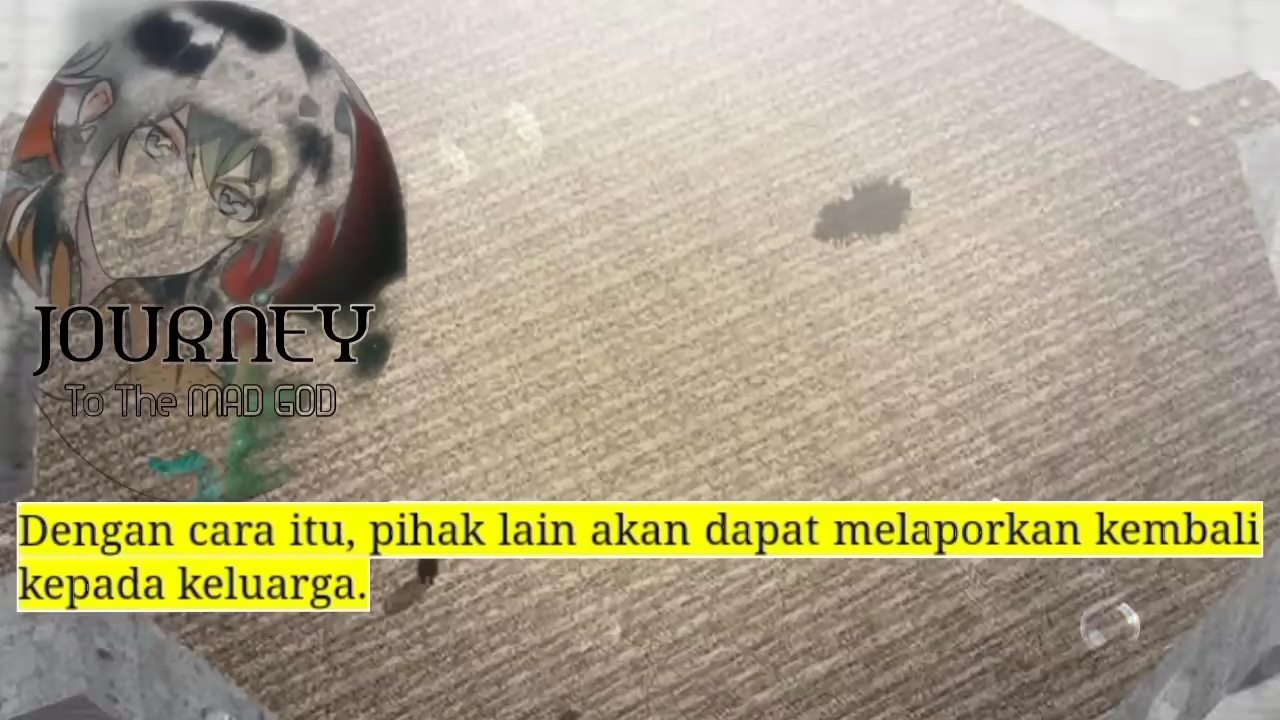 JOURNEY
To The MAD GOD
Dengan cara itu, pihak lain akan dapat melaporkan kembali
kepada keluarga.